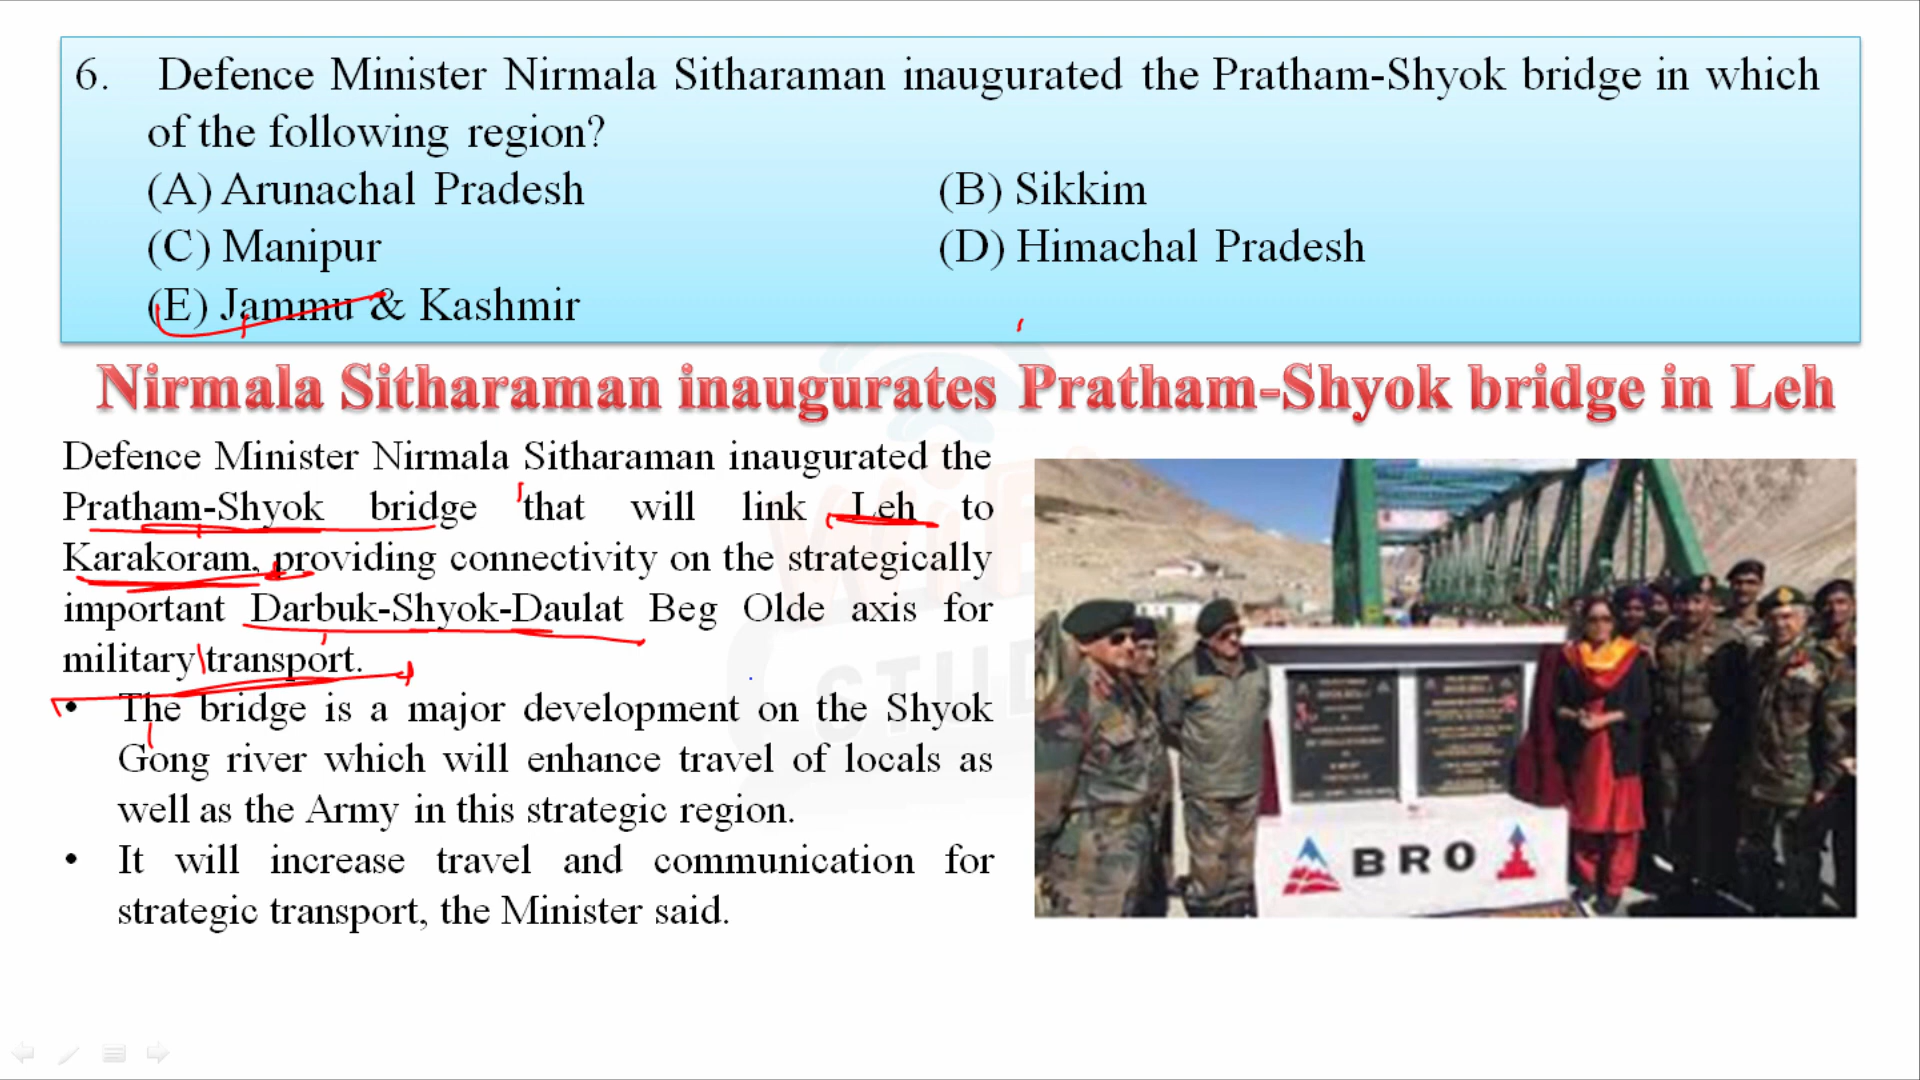 6. Defence Minister Nirmala Sitharaman inaugurated the Pratham-Shyok bridge in which
of the following region?
(A) Arunachal Pradesh (B) Sikkim
(C) Manipur (D) Himachal Pradesh
(E) Jammu & Kashmir
Nirmala Sitharaman inaugurates Pratham-Shyok bridge in Leh
Defence Minister Nirmala Sitharaman inaugurated the
Pratham-Shyok bridge that will link Leh to
Karakoram, providing connectivity on the strategically
important Darbuk-Shyok-Daulat Beg Olde axis for
military transport.
• The bridge is a major development on the Shyok
Gong river which will enhance travel of locals as
well as the Army in this strategic region.
• It will increase travel and communication for
strategic transport, the Minister said.
BRO